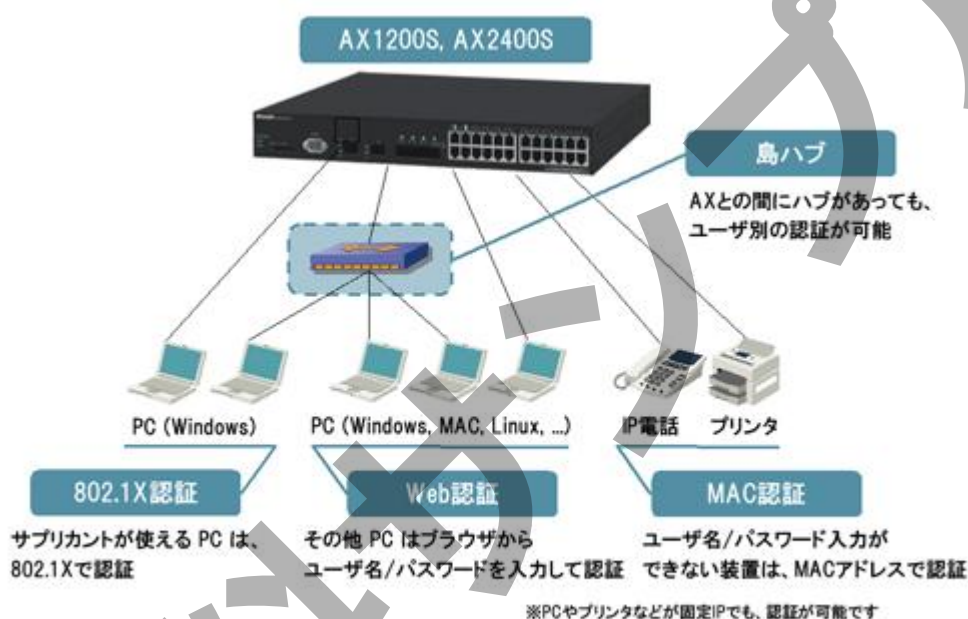 AX1200S, AX2400S
島ハブ
AXとの間にハブがあっても、
ユーザ別の認証が可能
PC (Windows)
PC (Windows, MAC, Linux, ...)
IP電話
プリンタ
802.1X認証
サプリカントが使える PC は、
802.1Xで認証
Web認証
その他 PC はブラウザから
ユーザ名/パスワードを入力して認証
MAC認証
ユーザ名/パスワード入力が
できない装置は、MACアドレスで認証
※PCやプリンタなどが固定IPでも、認証が可能です